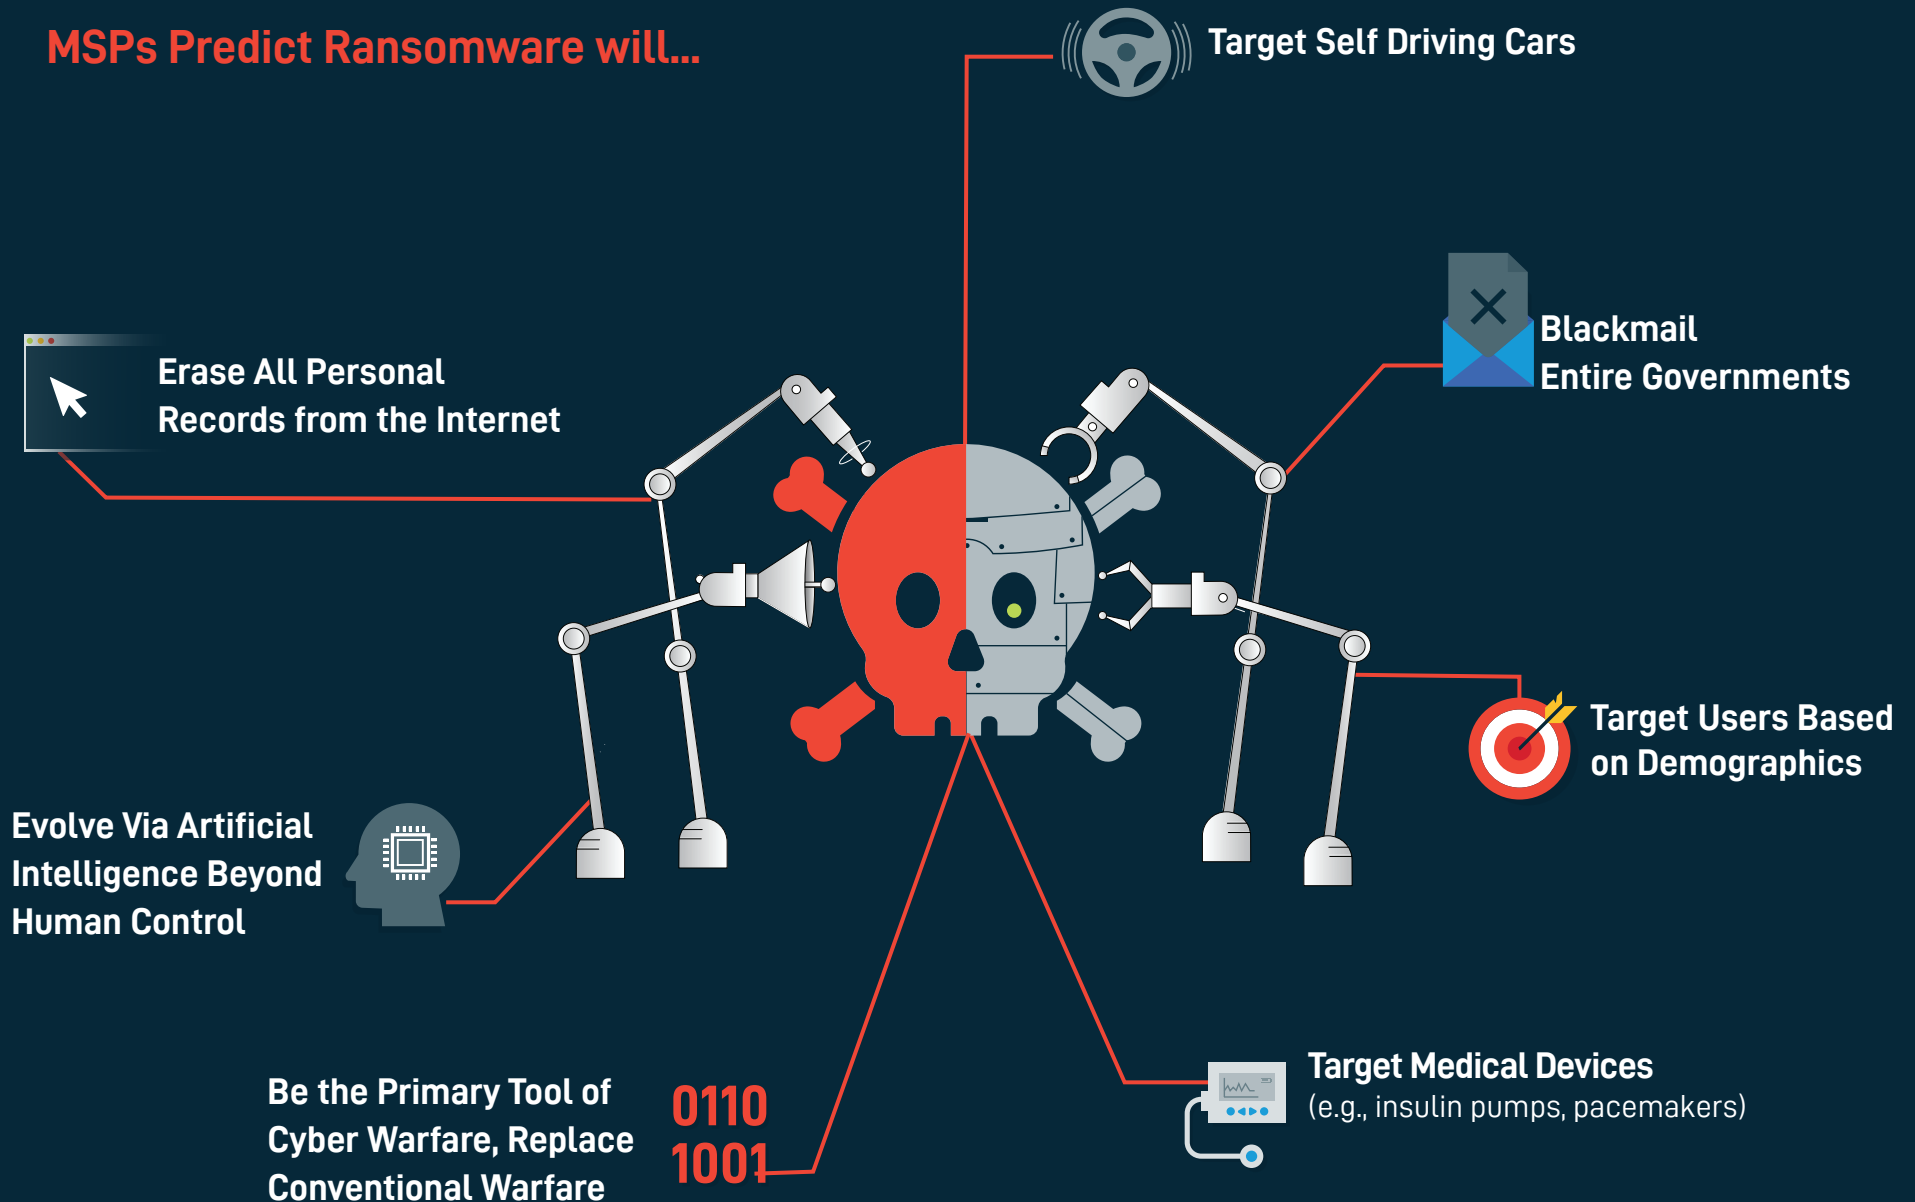 MSPs Predict Ransomware will...
Target Self Driving Cars
Blackmail
Entire Governments
Erase All Personal
Records from the Internet
Target Users Based
on Demographics
Evolve Via Artificial
Intelligence Beyond
Human Control
Target Medical Devices
(e.g., insulin pumps, pacemakers)
Be the Primary Tool of
Cyber Warfare, Replace
Conventional Warfare
0110
1001